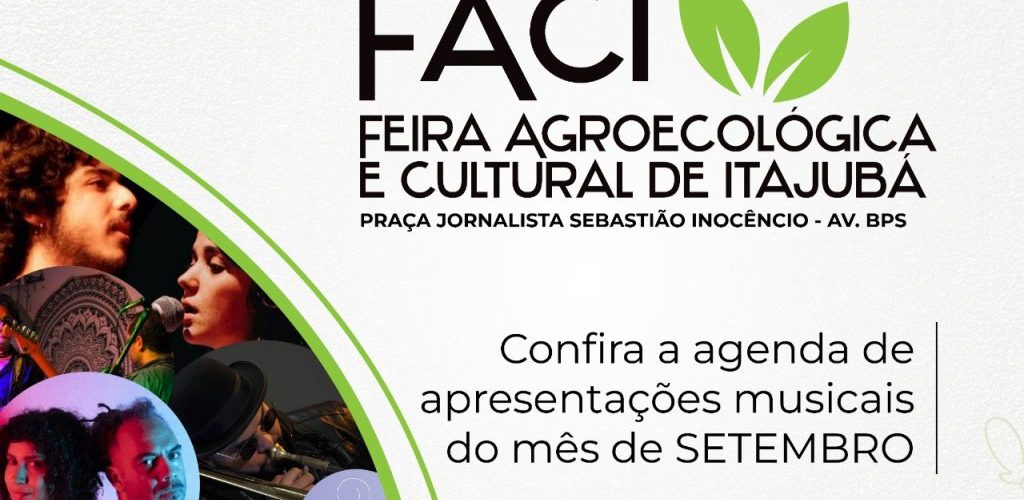 FACI
FEIRA AGROECOLÓGICA
E CULTURAL DE ITAJUBÁ
PRAÇA JORNALISTA SEBASTIÃO INOCÊNCIO - AV. BPS
Confira a agenda de
apresentações musicais
do mês de SETEMBRO